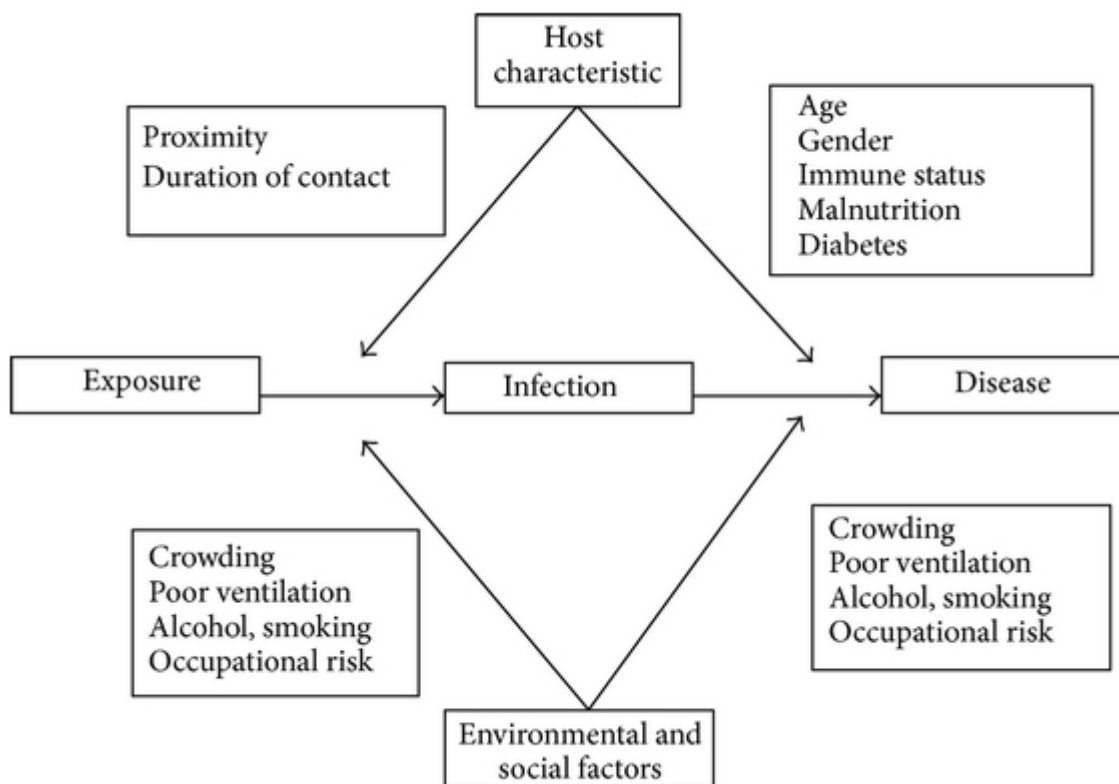 Host
characteristic
Proximity
Duration of contact
Age
Gender
Immune status
Malnutrition
Diabetes
Exposure
Infection
Disease
Crowding
Poor ventilation
Alcohol, smoking
Occupational risk
Crowding
Poor ventilation
Alcohol, smoking
Occupational risk
Environmental and
social factors